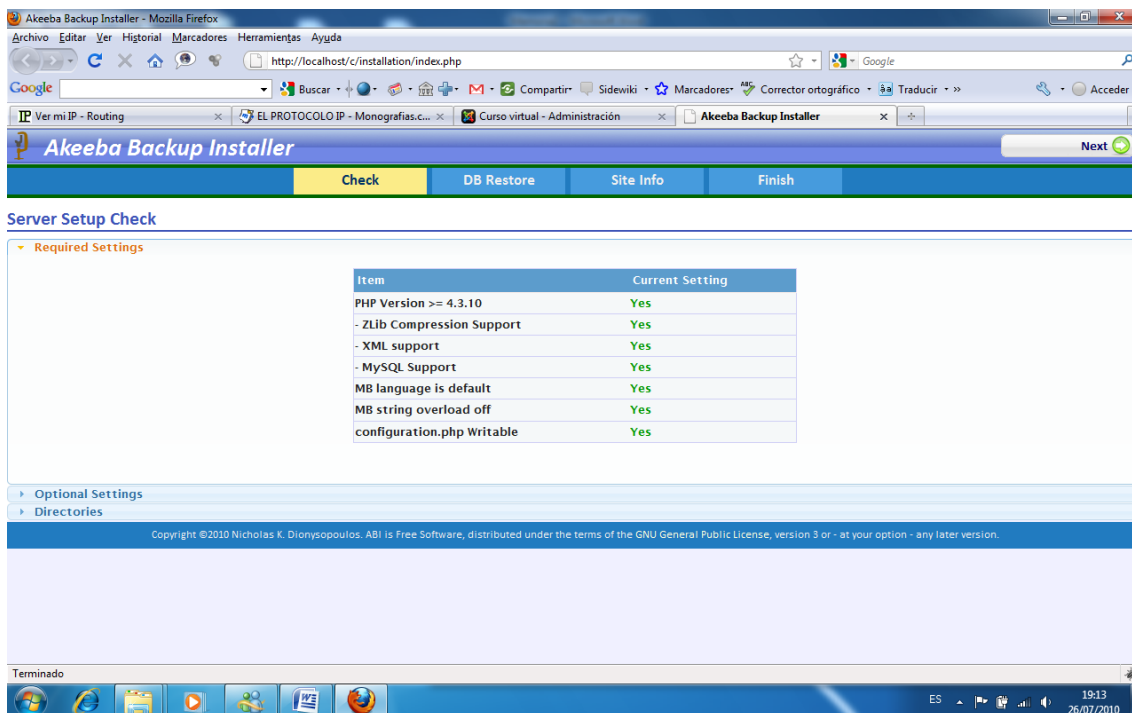 Akeeba Backup Installer - Mozilla Firefox
Archivo Editar Ver Historial Marcadores Herramientas Ayuda
http://localhost/c/installation/index.php
Google
Google Buscar Compartir Sidewiki Marcadores Corrector ortográfico Traducir » Acceder
IP Ver mi IP - Routing
EL PROTOCOLO IP - Monografias.c...
Curso virtual - Administración
Akeeba Backup Installer
Akeeba Backup Installer
Next
Check DB Restore Site Info Finish
Server Setup Check
Required Settings
Item Current Setting
PHP Version >= 4.3.10 Yes
- ZLib Compression Support Yes
- XML support Yes
- MySQL Support Yes
MB language is default Yes
MB string overload off Yes
configuration.php Writable Yes
Optional Settings
Directories
Copyright ©2010 Nicholas K. Dionysopoulos. ABI is Free Software, distributed under the terms of the GNU General Public License, version 3 or - at your option - any later version.
Terminado
ES
19:13
26/07/2010